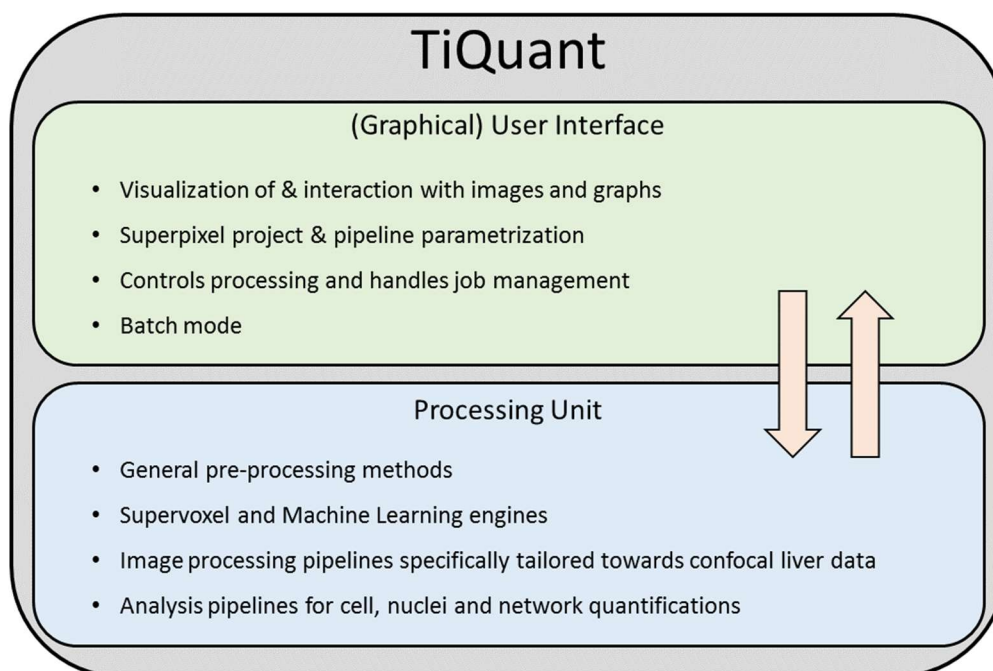 TiQuant
(Graphical) User Interface
• Visualization of & interaction with images and graphs
• Superpixel project & pipeline parametrization
• Controls processing and handles job management
• Batch mode
Processing Unit
• General pre-processing methods
• Supervoxel and Machine Learning engines
• Image processing pipelines specifically tailored towards confocal liver data
• Analysis pipelines for cell, nuclei and network quantifications